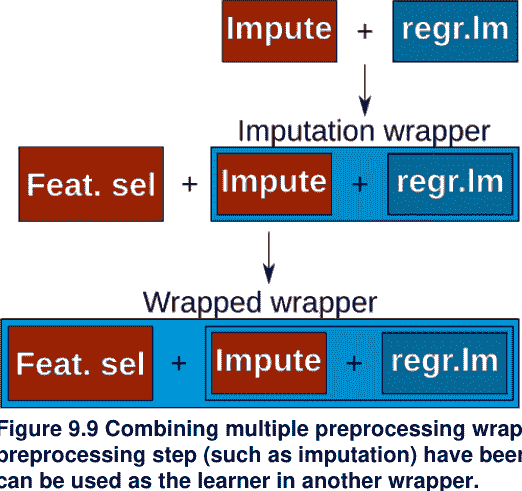 Impute + regr.lm
Imputation wrapper
Feat. sel + Impute + regr.lm
Wrapped wrapper
Feat. sel + Impute + regr.lm
Figure 9.9 Combining multiple preprocessing wrap
preprocessing step (such as imputation) have been
can be used as the learner in another wrapper.